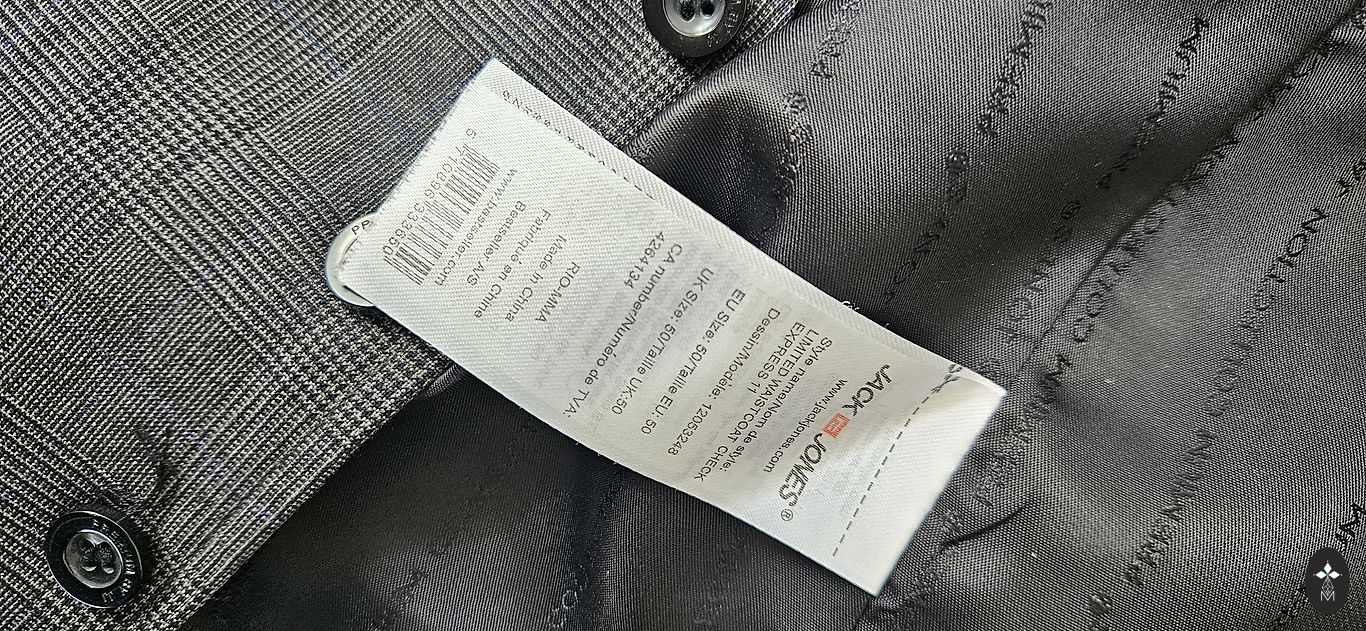 JACK & JONES®
www.jackjones.com
Style name/Nom de style:
LIMITED WAISTCOAT CHECK
EXPRESS 11
Dessin/Modèle: 12053248
EU Size: 50/Taille EU: 50
UK Size: 50/Taille UK:50
CA number/Numéro de TVA:
4264134
RIO-MMA
Made in China
Fabriqué en Chine
Bestseller A/S
www.bestseller.com
M